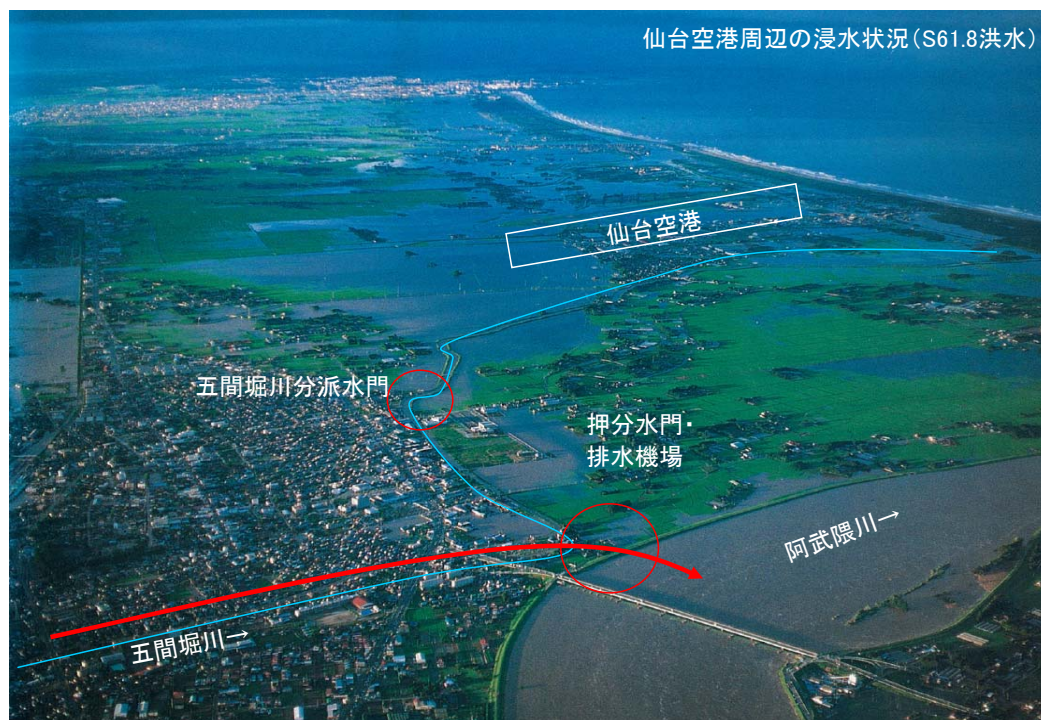 仙台空港周辺の浸水状況（S61.8洪水）
仙台空港
五間堀川分派水門
押分水門・
排水機場
阿武隈川→
五間堀川→